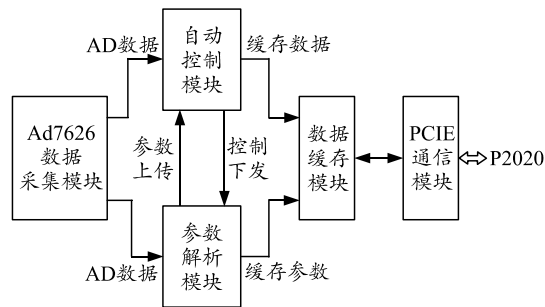 AD数据
自动
控制
模块
缓存数据
Ad7626
数据
采集模块
参数
上传
控制
下发
数据
缓存
模块
PCIE
通信
模块
P2020
AD数据
参数
解析
模块
缓存参数